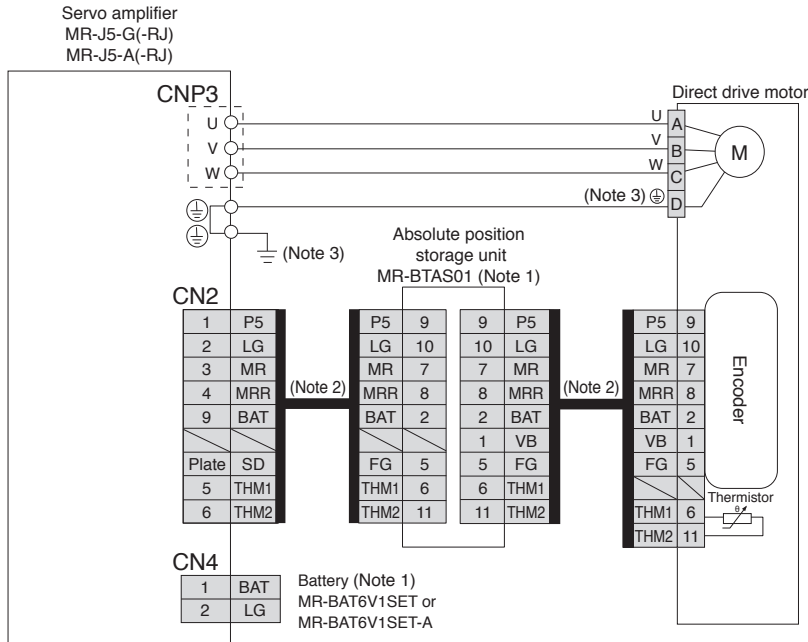 Servo amplifier
MR-J5-G(-RJ)
MR-J5-A(-RJ)
CNP3
Direct drive motor
U
U
A
V
V
B
M
W
W
C
(Note 3)
D
(Note 3)
Absolute position
storage unit
MR-BTAS01 (Note 1)
CN2
1 P5
2 LG
3 MR
4 MRR
9 BAT
Plate SD
5 THM1
6 THM2
(Note 2)
P5 9
LG 10
MR 7
MRR 8
BAT 2
FG 5
THM1 6
THM2 11
9 P5
10 LG
7 MR
8 MRR
2 BAT
1 VB
5 FG
6 THM1
11 THM2
(Note 2)
P5 9
LG 10
MR 7
MRR 8
BAT 2
VB 1
FG 5
THM1 6
THM2 11
Encoder
Thermistor
θ
CN4
1 BAT
2 LG
Battery (Note 1)
MR-BAT6V1SET or
MR-BAT6V1SET-A